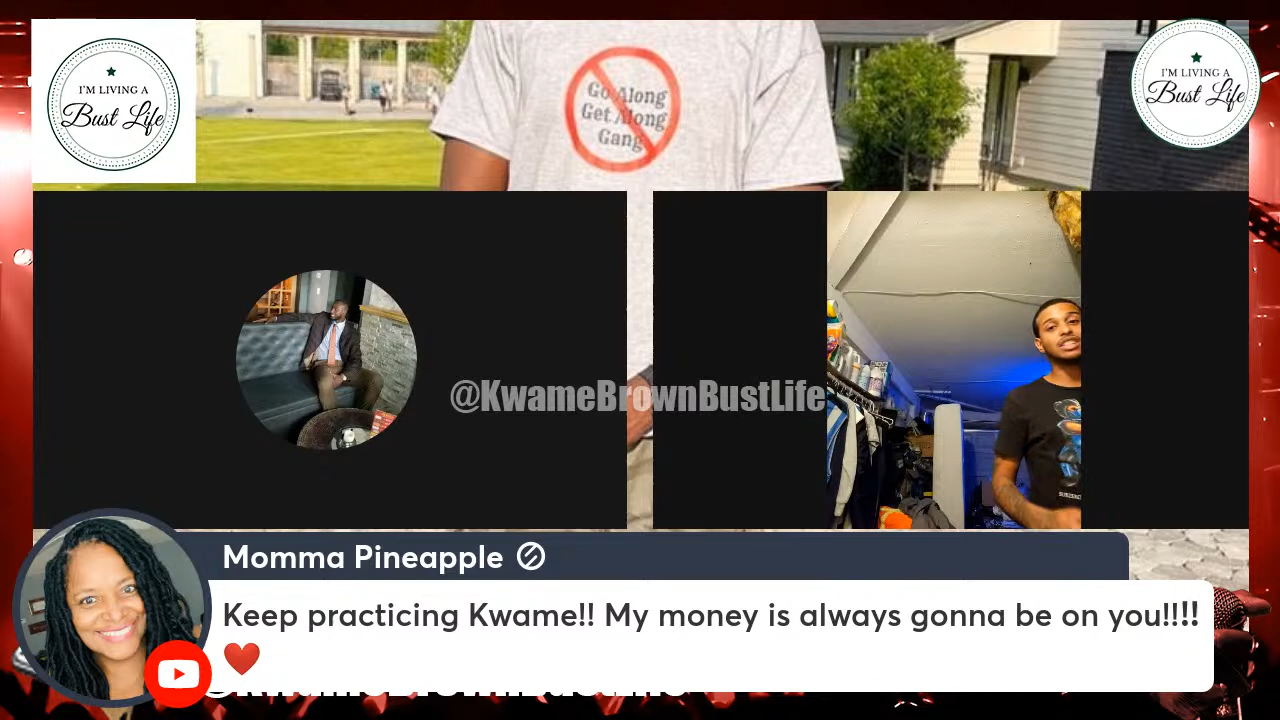 I'M LIVING A
Bust Life
Go Along
Get Along
Gang
I'M LIVING A
Bust Life
@KwameBrownBustLife
Momma Pineapple
Keep practicing Kwame!! My money is always gonna be on you!!!!
❤️